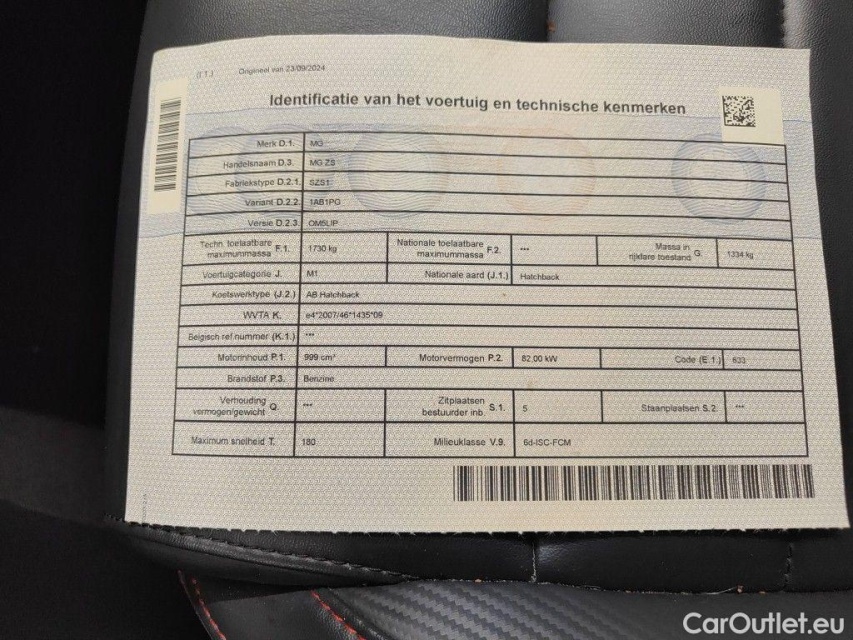 (I T.) Origineel van 23/09/2024
Identificatie van het voertuig en technische kenmerken
Merk D.1. MG
Handelsnaam D.3. MG ZS
Fabriekstype D.2.1. SZS1
Variant D.2.2. 1AB1PG
Versie D.2.3. OM5LIP
Techn. toelaatbare maximummassa F.1. 1730 kg Nationale toelaatbare maximummassa F.2. *** Massa in rijklare toestand G. 1334 kg
Voertuigcategorie J. M1 Nationale aard (J.1.) Hatchback
Koetswerktype (J.2.) AB Hatchback
WVTA K. e4*2007/46*1435*09
Belgisch ref.nummer (K.1.) ***
Motorinhoud P.1. 999 cm³ Motorvermogen P.2. 82,00 kW Code (E.1.) 633
Brandstof P.3. Benzine
Verhouding vermogen/gewicht Q. *** Zitplaatsen bestuurder inb. S.1. 5 Staanplaatsen S.2. ***
Maximum snelheid T. 180 Milieuklasse V.9. 6d-ISC-FCM
CarOutlet.eu